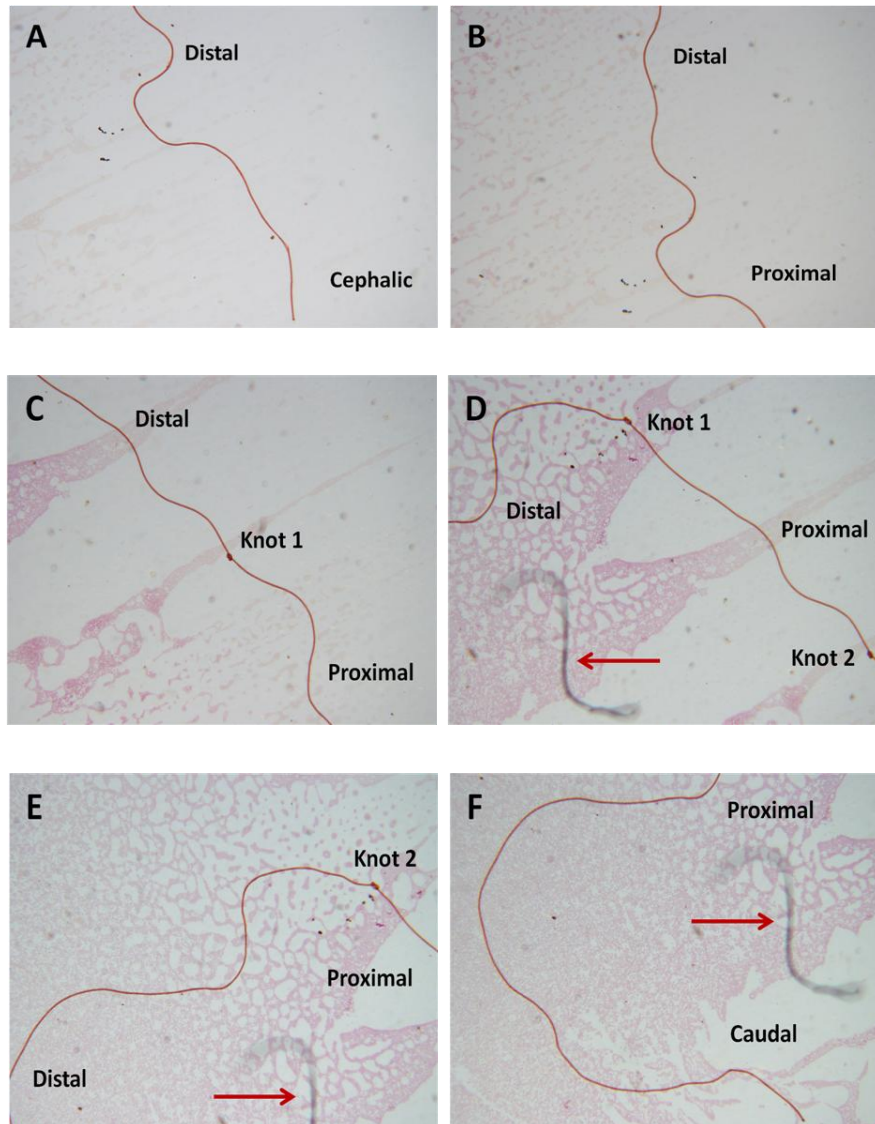 A
Distal
Cephalic
B
Distal
Proximal
C
Distal
Knot 1
Proximal
D
Knot 1
Distal
Proximal
Knot 2
E
Knot 2
Proximal
Distal
F
Proximal
Caudal